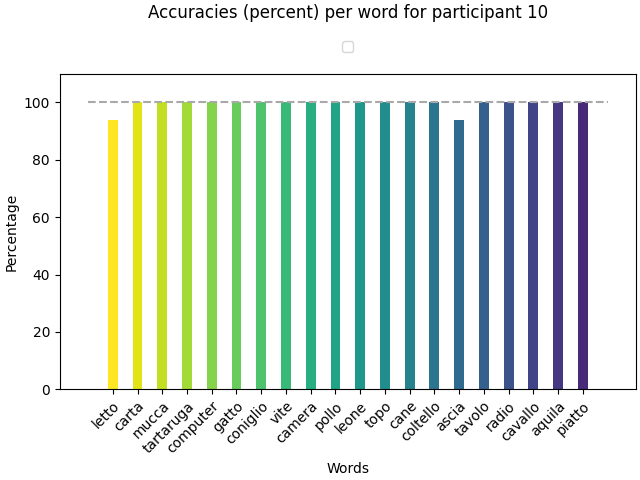 Accuracies (percent) per word for participant 10
100
80
60
40
20
0
Percentage
letto
carta
mucca
tartaruga
computer
gatto
coniglio
vite
camera
pollo
leone
topo
cane
coltello
ascia
tavolo
radio
cavallo
aquila
piatto
Words